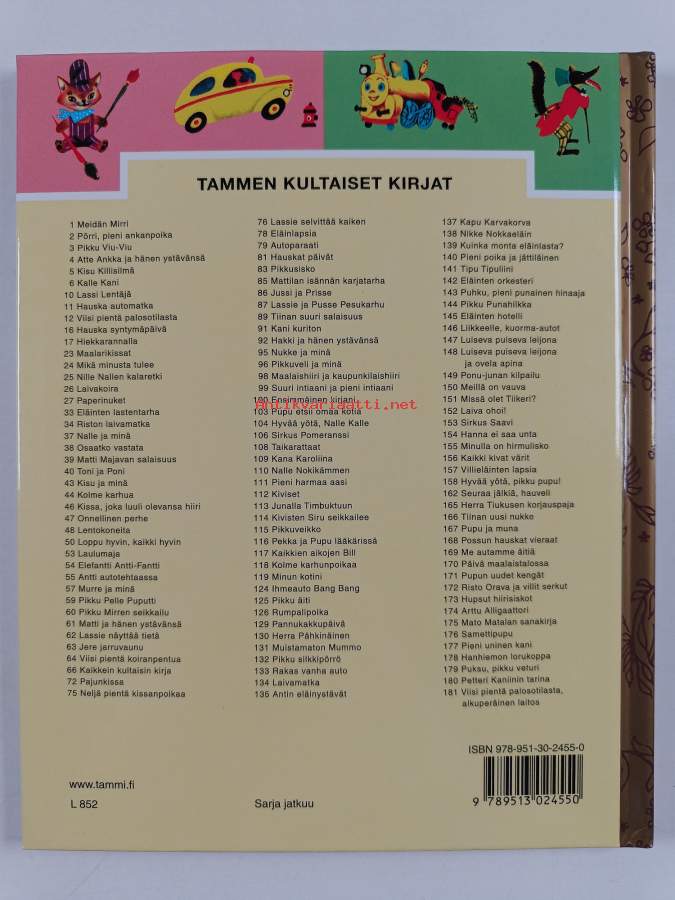 TAMMEN KULTAISET KIRJAT
1 Meidän Mirri
2 Pörri, pieni ankanpoika
3 Pikku Viu-Viu
4 Atte Ankka ja hänen ystävänsä
5 Kisu Killisilmä
6 Kalle Kani
10 Lassi Lentäjä
11 Hauska automatka
12 Viisi pientä palosotilasta
16 Hauska syntymäpäivä
17 Hiekkarannalla
23 Maalarikissat
24 Mikä minusta tulee
25 Nille Nallen kalaretki
26 Laivakoira
27 Paperinuket
33 Eläinten lastentarha
34 Riston laivamatka
37 Nalle ja minä
38 Osaatko vastata
39 Matti Majavan salaisuus
40 Toni ja Poni
43 Kisu ja minä
44 Kolme karhua
46 Kissa, joka luuli olevansa hiiri
47 Onnellinen perhe
48 Lentokoneita
50 Loppu hyvin, kaikki hyvin
53 Laulumaja
54 Elefantti Antti-Fantti
55 Antti autotehtaassa
57 Murre ja minä
59 Pikku Pelle Puputti
60 Pikku Mirren seikkailu
61 Matti ja hänen ystävänsä
62 Lassie näyttää tietä
63 Jere jarruvaunu
64 Viisi pientä koiranpentua
66 Kaikkein kultaisin kirja
72 Pajunkissa
75 Neljä pientä kissanpoikaa
76 Lassie selvittää kaiken
78 Eläinlapsia
79 Autoparaati
81 Hauskat päivät
83 Pikkusisko
85 Mattilan isännän karjatarha
86 Jussi ja Prisse
87 Lassie ja Pusse Pesukarhu
89 Tiinan suuri salaisuus
91 Kani kuriton
92 Hakki ja hänen ystävänsä
95 Nukke ja minä
96 Pikkuveli ja minä
98 Maalaishiiri ja kaupunkilaishiiri
99 Suuri intiaani ja pieni intiaani
100 Ensimmäinen kirjani
103 Pupu etsii omaa kotia
104 Hyvää yötä, Nalle Kalle
106 Sirkus Pomeranssi
108 Taikarattaat
109 Kana Karoliina
110 Nalle Nokikämmen
111 Pieni harmaa aasi
112 Kiviset
113 Junalla Timbuktuun
114 Kivisten Siru seikkailee
115 Pikkuveikko
116 Pekka ja Pupu lääkärissä
117 Kaikkien aikojen Bill
118 Kolme karhunpoikaa
119 Minun kotini
124 Ihmeauto Bang Bang
125 Pikku äiti
126 Rumpalipoika
129 Pannukakkupäivä
130 Herra Pähkinäinen
131 Muistamaton Mummo
132 Pikku silkkipörrö
133 Rakas vanha auto
134 Laivamatka
136 Antin eläinystävät
137 Kapu Karvakorva
138 Nikke Nokkaeläin
139 Kuinka monta eläinlasta?
140 Pieni poika ja jättiläinen
141 Tipu Tipuliini
142 Eläinten orkesteri
143 Puhku, pieni punainen hinaaja
144 Pikku Punahilkka
145 Eläinten hotelli
146 Liikkeelle, kuorma-autot
147 Luiseva puiseva leijona
148 Luiseva puiseva leijona
ja ovela apina
149 Ponu-junan kilpailu
150 Meillä on vauva
151 Missä olet Tiikeri?
152 Laiva ohoi!
153 Sirkus Saavi
154 Hanna ei saa unta
155 Minulla on hirmulisko
156 Kaikki kivat värit
157 Villieläinten lapsia
158 Hyvää yötä, pikku pupu!
162 Seuraa jälkiä, hauveli
165 Herra Tiukusen korjauspaja
166 Tiinan uusi nukke
167 Pupu ja muna
168 Possun hauskat vieraat
169 Me autamme äitiä
170 Päivä maalaistalossa
171 Pupun uudet kengät
172 Risto Orava ja villit serkut
173 Hupsut hiirisiskot
174 Arttu Alligaattori
175 Mato Matalan sanakirja
176 Samettipupu
177 Pieni uninen kani
178 Hanhiemon lorukoppa
179 Puksu, pikku veturi
180 Petteri Kaniinin tarina
181 Viisi pientä palosotilasta,
alkuperäinen laitos
Antikvariaatti.net
ISBN 978-951-30-2455-0
9 789513 024550
www.tammi.fi
L 852
Sarja jatkuu